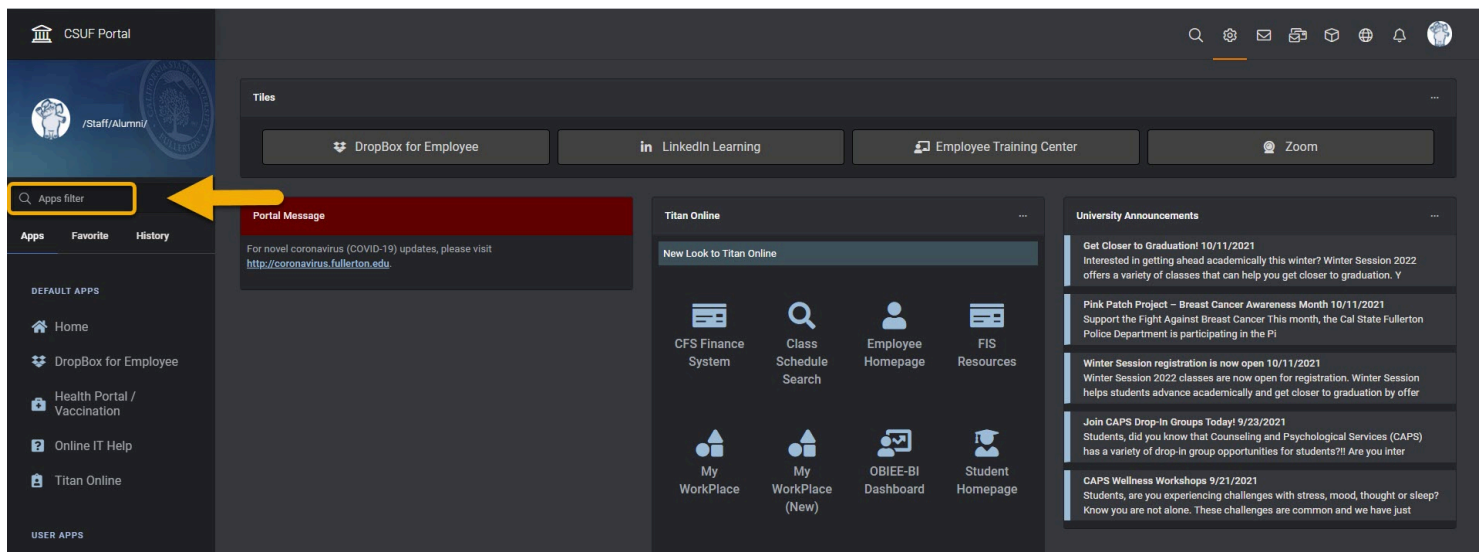 CSUF Portal
/Staff/Alumni/
Apps filter
Apps Favorite History
DEFAULT APPS
Home
DropBox for Employee
Health Portal /
Vaccination
Online IT Help
Titan Online
USER APPS
Tiles ...
DropBox for Employee
in LinkedIn Learning
Employee Training Center
Zoom
Portal Message
For novel coronavirus (COVID-19) updates, please visit
http://coronavirus.fullerton.edu.
Titan Online ...
New Look to Titan Online
CFS Finance
System
Class
Schedule
Search
Employee
Homepage
FIS
Resources
My
WorkPlace
My
WorkPlace
(New)
OBIEE-BI
Dashboard
Student
Homepage
University Announcements ...
Get Closer to Graduation! 10/11/2021
Interested in getting ahead academically this winter? Winter Session 2022
offers a variety of classes that can help you get closer to graduation. Y
Pink Patch Project – Breast Cancer Awareness Month 10/11/2021
Support the Fight Against Breast Cancer This month, the Cal State Fullerton
Police Department is participating in the Pi
Winter Session registration is now open 10/11/2021
Winter Session 2022 classes are now open for registration. Winter Session
helps students advance academically and get closer to graduation by offer
Join CAPS Drop-In Groups Today! 9/23/2021
Students, did you know that Counseling and Psychological Services (CAPS)
has a variety of drop-in group opportunities for students?!! Are you inter
CAPS Wellness Workshops 9/21/2021
Students, are you experiencing challenges with stress, mood, thought or sleep?
Know you are not alone. These challenges are common and we have just